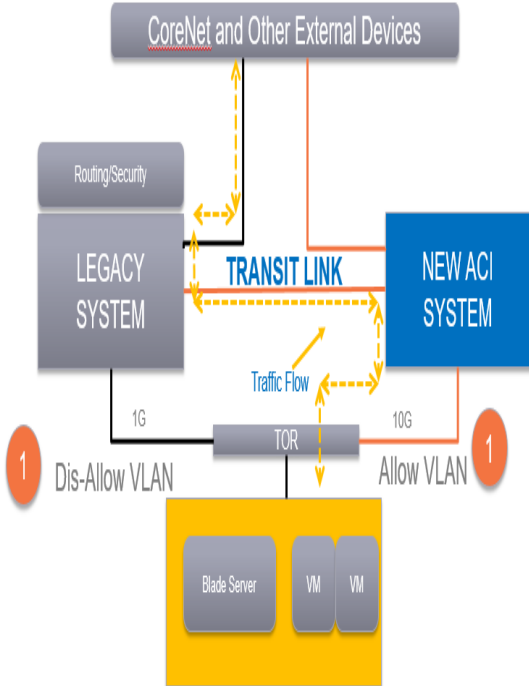 CoreNet and Other External Devices
Routing/Security
LEGACY
SYSTEM
TRANSIT LINK
NEW ACI
SYSTEM
Traffic Flow
1G
TOR
10G
1
Dis-Allow VLAN
Allow VLAN
1
Blade Server
VM
VM